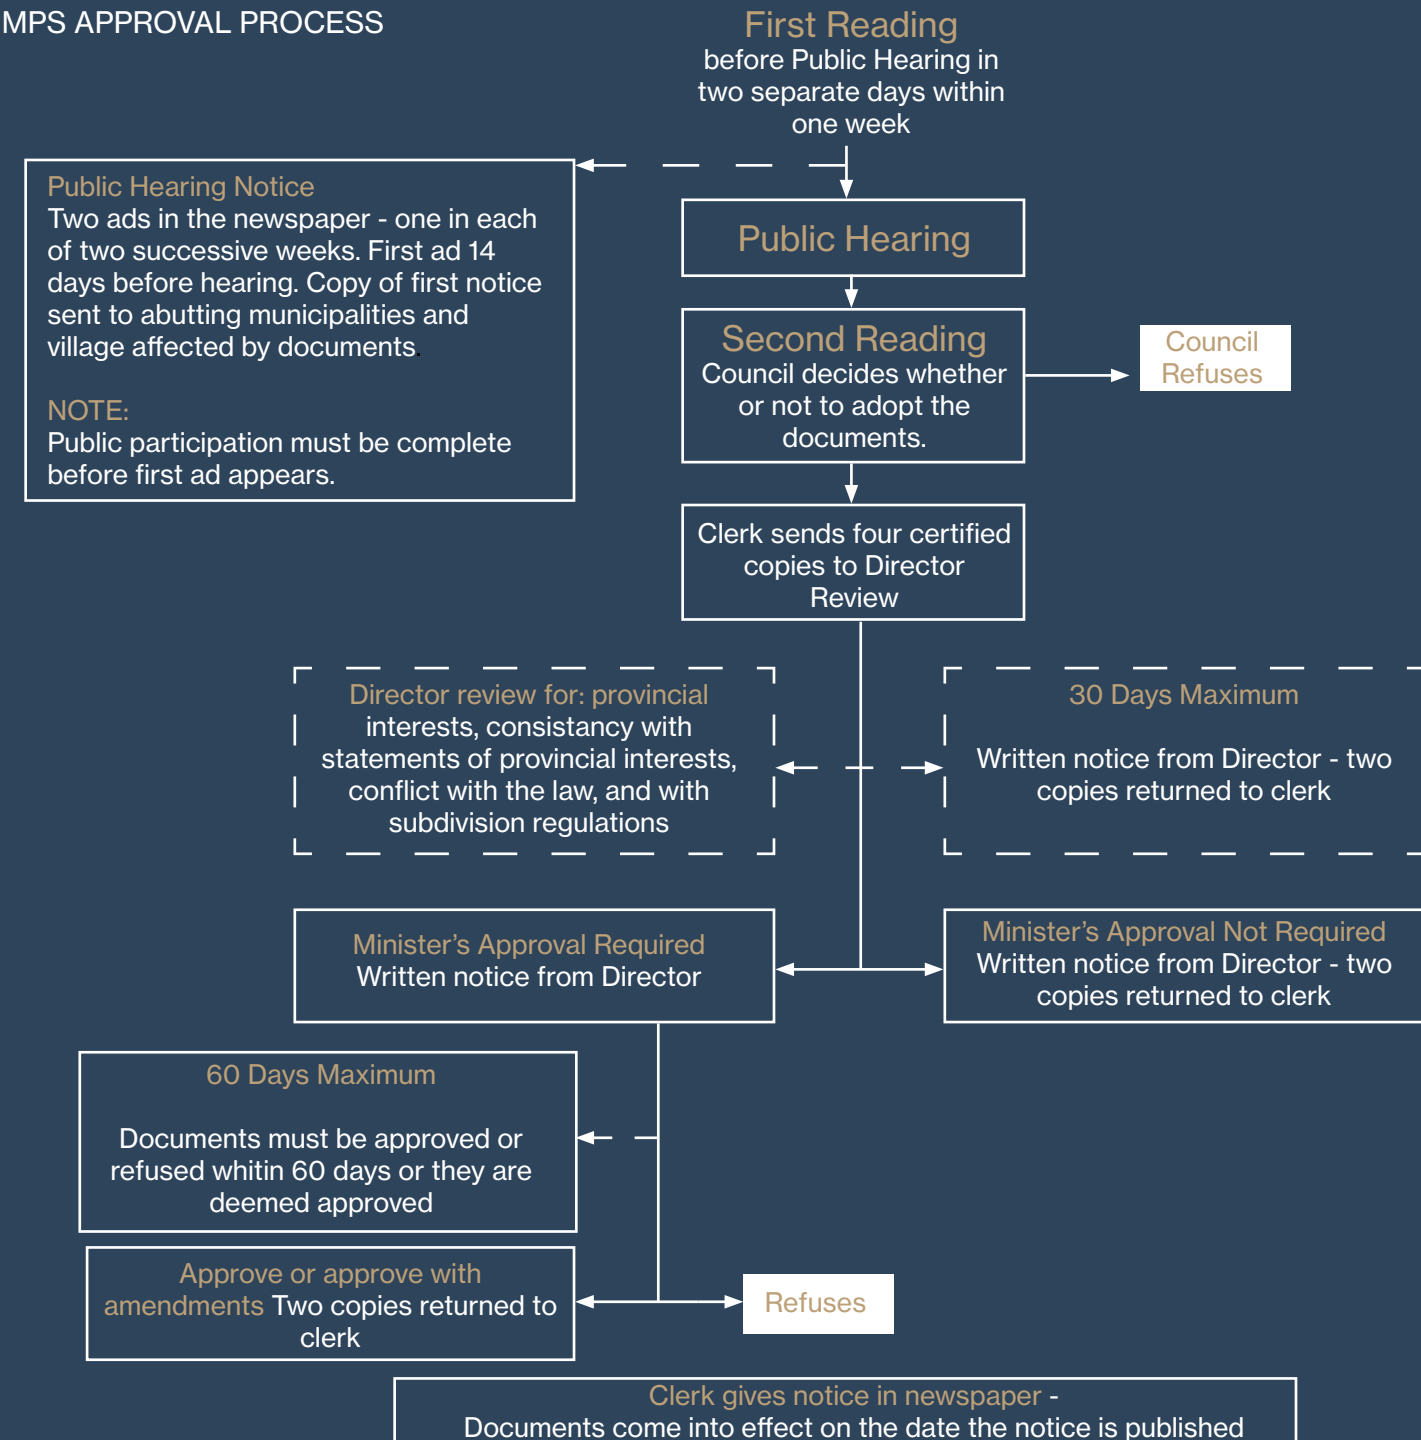 MPS APPROVAL PROCESS
First Reading
before Public Hearing in
two separate days within
one week
Public Hearing Notice
Two ads in the newspaper - one in each
of two successive weeks. First ad 14
days before hearing. Copy of first notice
sent to abutting municipalities and
village affected by documents.
NOTE:
Public participation must be complete
before first ad appears.
Public Hearing
Second Reading
Council decides whether
or not to adopt the
documents.
Council
Refuses
Clerk sends four certified
copies to Director
Review
Director review for: provincial
interests, consistancy with
statements of provincial interests,
conflict with the law, and with
subdivision regulations
30 Days Maximum
Written notice from Director - two
copies returned to clerk
Minister's Approval Required
Written notice from Director
Minister's Approval Not Required
Written notice from Director - two
copies returned to clerk
60 Days Maximum
Documents must be approved or
refused whitin 60 days or they are
deemed approved
Approve or approve with
amendments Two copies returned to
clerk
Refuses
Clerk gives notice in newspaper -
Documents come into effect on the date the notice is published